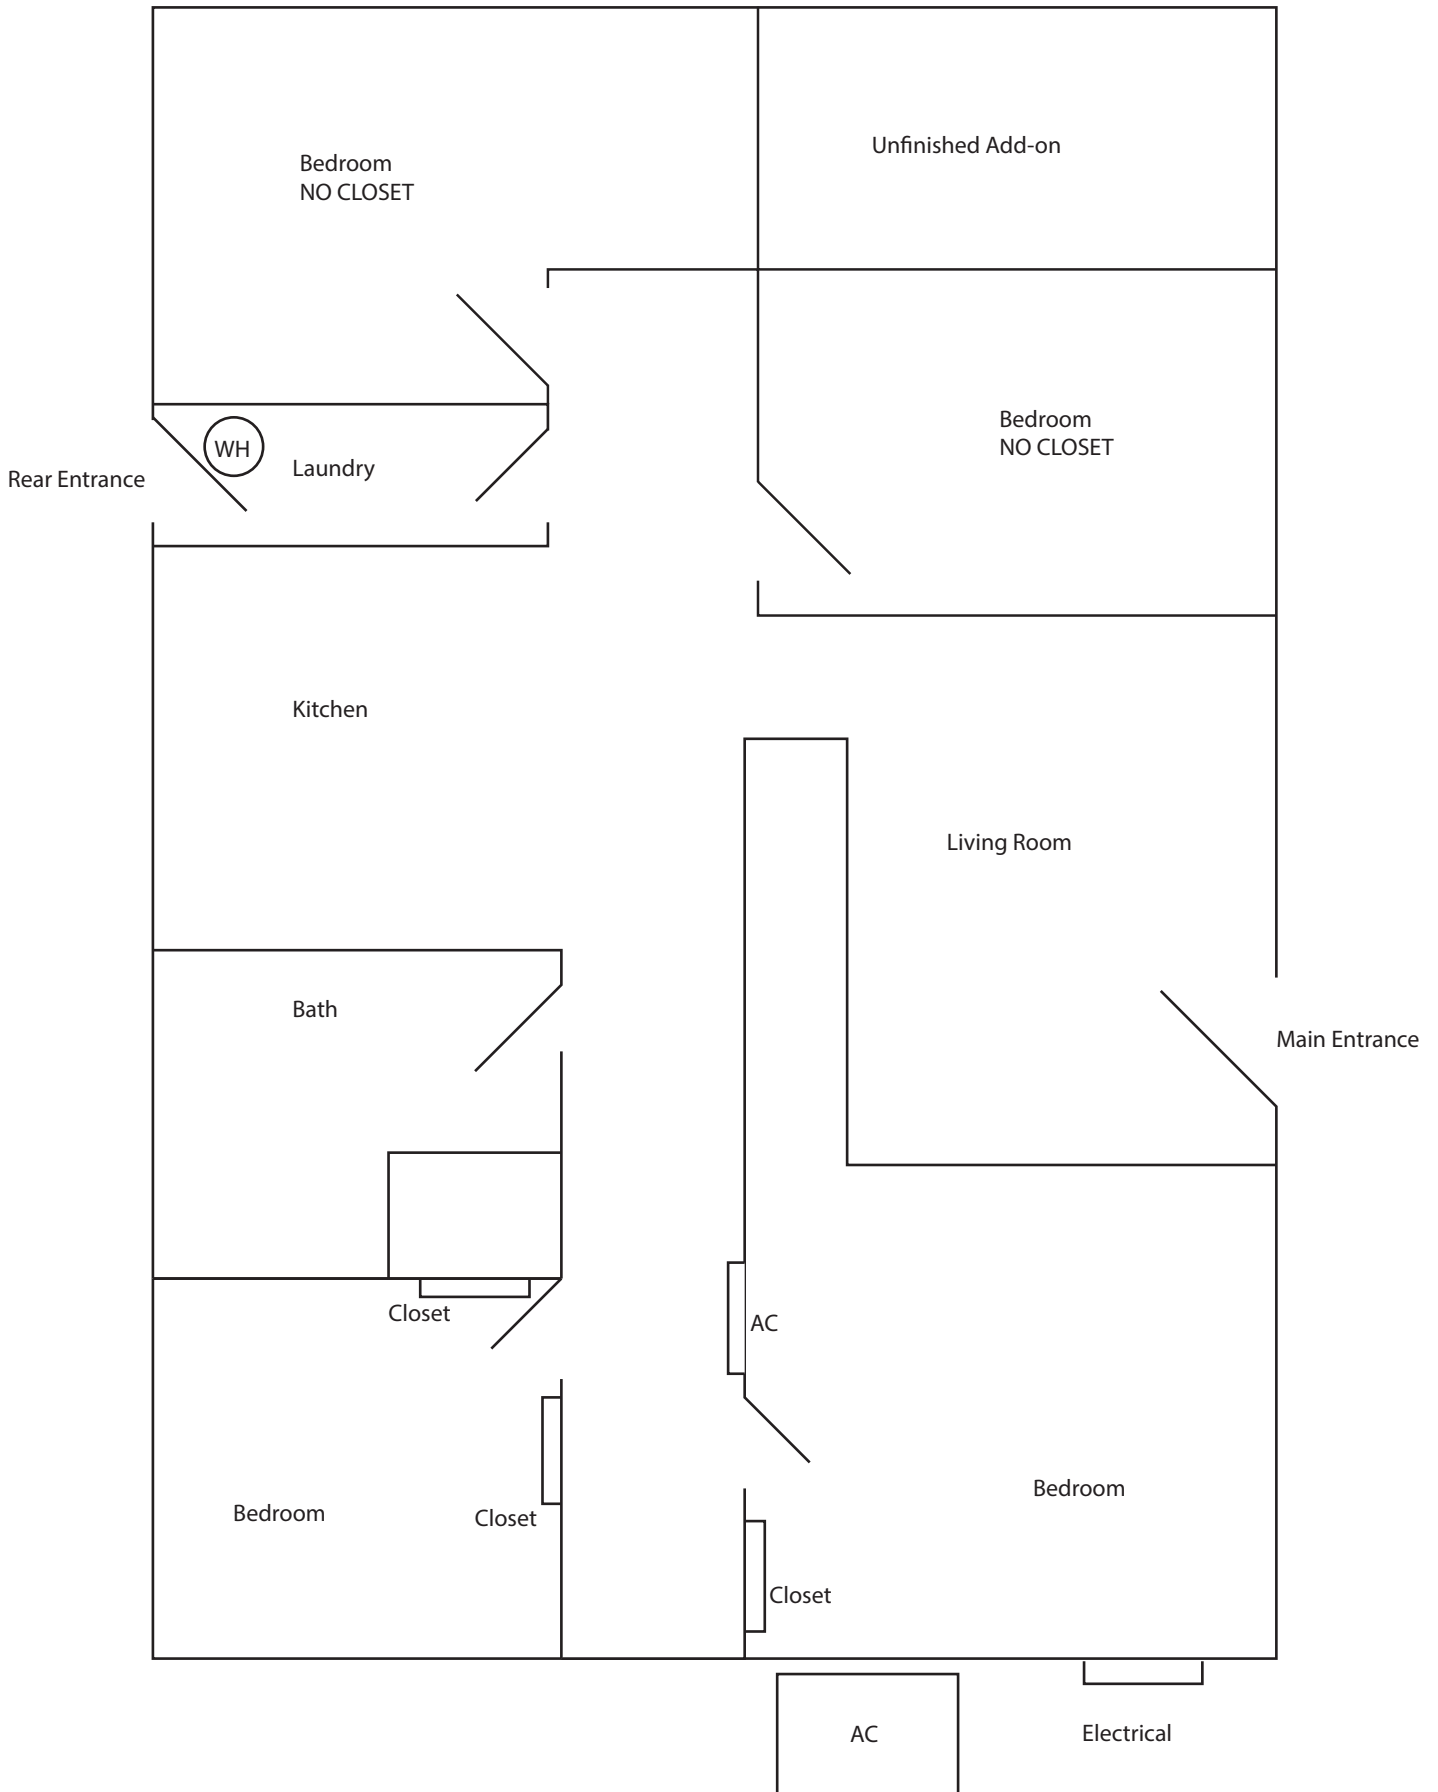 Unfinished Add-on
Bedroom
NO CLOSET
Bedroom
NO CLOSET
WH
Laundry
Rear Entrance
Kitchen
Living Room
Bath
Main Entrance
Closet
AC
Bedroom
Bedroom
Closet
Closet
AC
Electrical